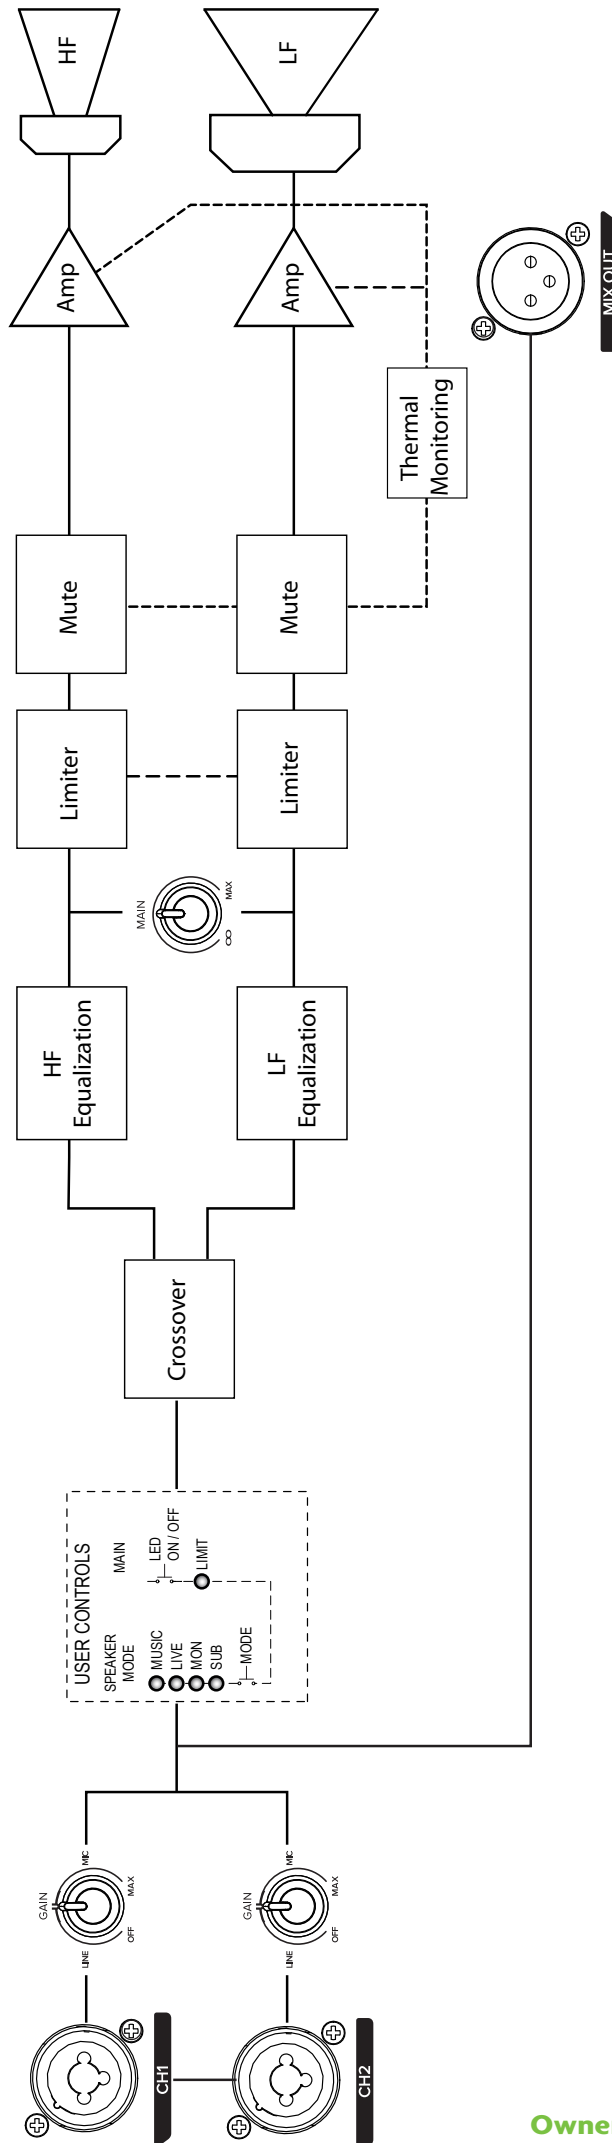 HF
LF
Amp
Amp
MIX OUT
Thermal
Monitoring
Mute
Mute
Limiter
Limiter
MAIN
∞
MAX
HF
Equalization
LF
Equalization
Crossover
USER CONTROLS
SPEAKER
MODE
MUSIC
LIVE
MON
SUB
MODE
MAIN
LED
ON / OFF
LIMIT
GAIN
LINE
MIC
OFF
MAX
GAIN
LINE
MIC
OFF
MAX
CH1
CH2
Owne